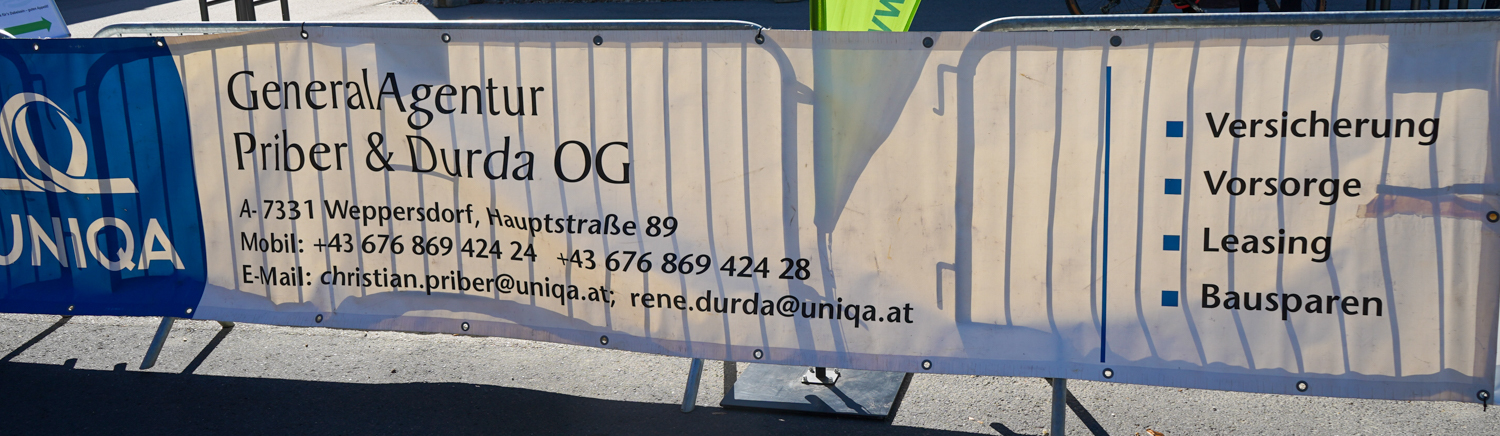 UNIQA
GeneralAgentur
Priber & Durda OG
A- 7331 Weppersdorf, Hauptstraße 89
Mobil: +43 676 869 424 24 +43 676 869 424 28
E-Mail: christian.priber@uniqa.at; rene.durda@uniqa.at
Versicherung
Vorsorge
Leasing
Bausparen